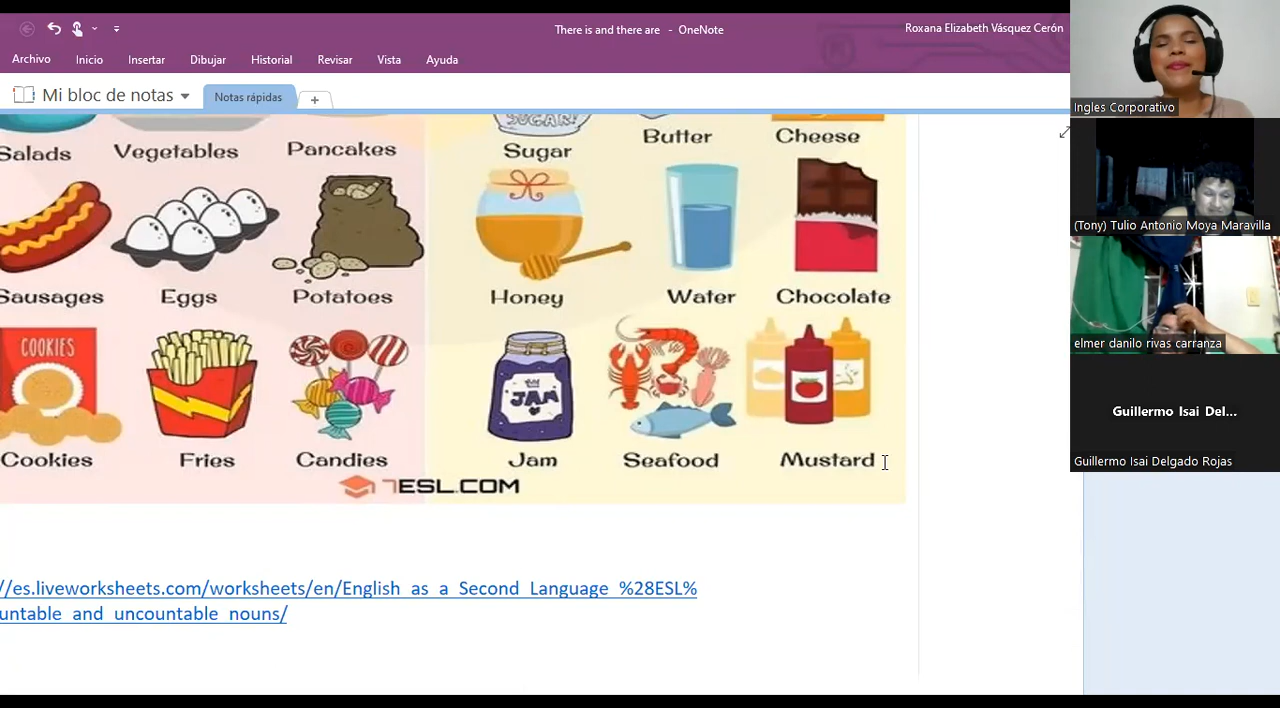 There is and there are - OneNote
Roxana Elizabeth Vásquez Cerón
Archivo Inicio Insertar Dibujar Historial Revisar Vista Ayuda
Mi bloc de notas
Notas rápidas
+
Salads Vegetables Pancakes Sugar Butter Cheese
SUGAR!
Sausages Eggs Potatoes Honey Water Chocolate
COOKIES
JAM
Cookies Fries Candies Jam Seafood Mustard
7ESL.COM
//es.liveworksheets.com/worksheets/en/English_as_a_Second_Language_%28ESL%
untable_and_uncountable_nouns/
Ingles Corporativo
(Tony) Tulio Antonio Moya Maravilla
elmer danilo rivas carranza
Guillermo Isai Del...
Guillermo Isai Delgado Rojas